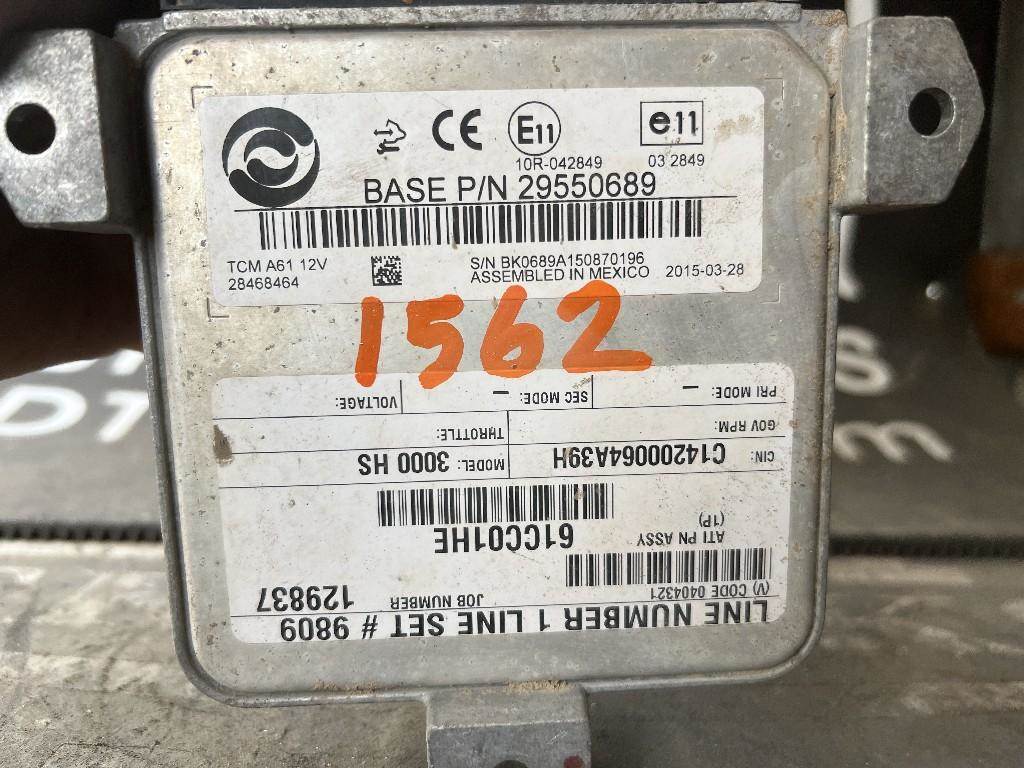 CE E11 e11
10R-042849 03 2849
BASE P/N 29550689
TCM A61 12V
28468464
S/N BK0689A150870196
ASSEMBLED IN MEXICO 2015-03-28
1562
LINE NUMBER 1 LINE SET # 9809
(V) CODE 0404321 JOB NUMBER 129837
ATI PN ASSY 61CC01HE
(1P)
CIN: C14200064A39H MODEL: 3000 HS
GOV RPM: THROTTLE:
PRI MODE: – SEC MODE: – VOLTAGE: